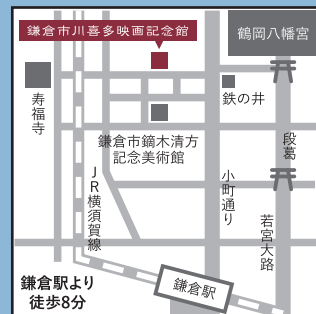 鎌倉市川喜多映画記念館
鶴岡八幡宮
寿福寺
鉄の井
鎌倉市鏑木清方
記念美術館
段葛
JR横須賀線
小町通り
若宮大路
鎌倉駅より
徒歩8分
鎌倉駅